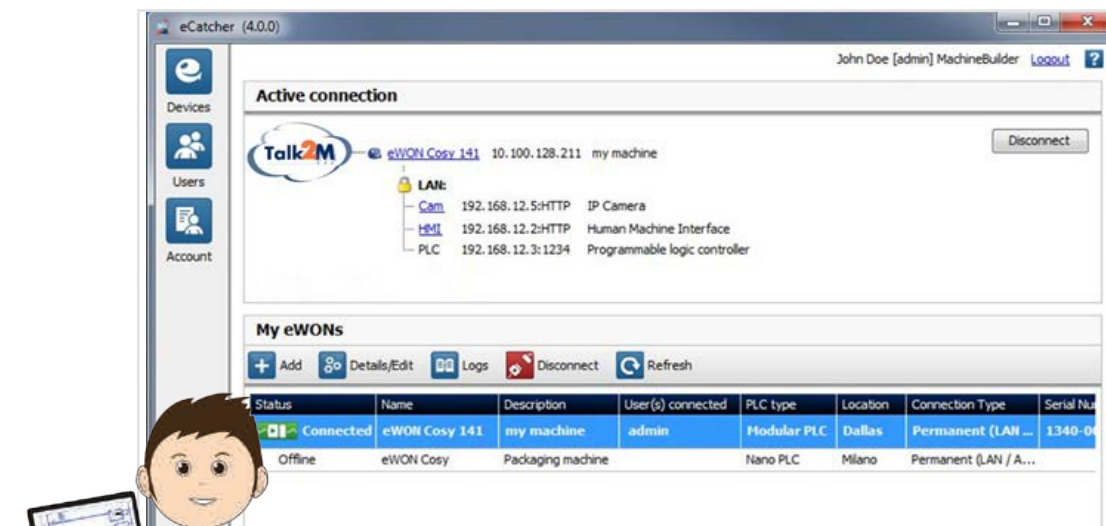 eCatcher (4.0.0)
John Doe [admin] MachineBuilder Logout ?
Devices
Users
Account
Active connection
Talk2M
eWON Cosy 141 10.100.128.211 my machine
Disconnect
LAN:
Cam 192.168.12.5:HTTP IP Camera
HMI 192.168.12.2:HTTP Human Machine Interface
PLC 192.168.12.3:1234 Programmable logic controller
My eWONs
Add Details/Edit Logs Disconnect Refresh
Status Name Description User(s) connected PLC type Location Connection Type Serial Nu
Connected eWON Cosy 141 my machine admin Modular PLC Dallas Permanent (LAN ... 1340-0
Offline eWON Cosy Packaging machine Nano PLC Milano Permanent (LAN / A...